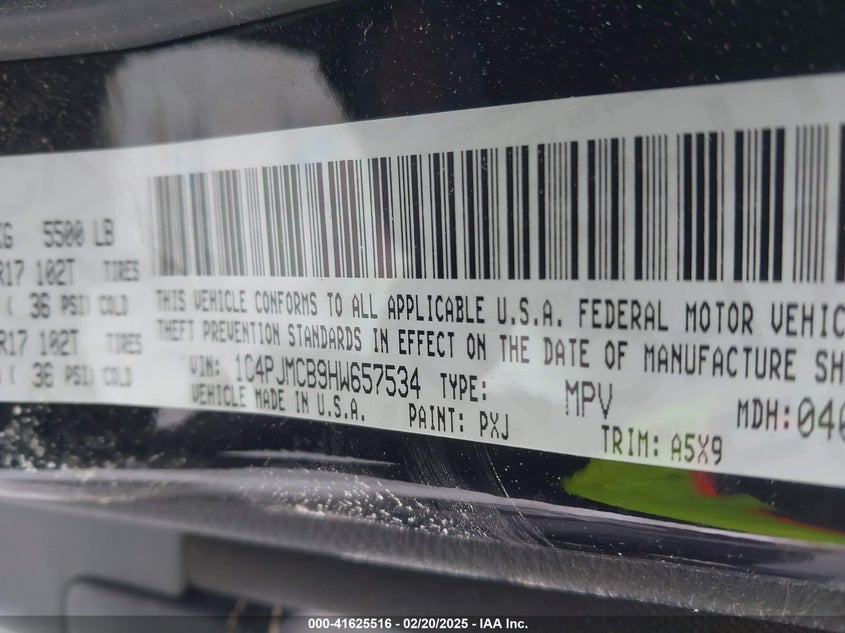 KG 5500 LB
R17 102T TIRES
( 36 PSI) COLD
R17 102T TIRES
( 36 PSI) COLD
THIS VEHICLE CONFORMS TO ALL APPLICABLE U.S.A. FEDERAL MOTOR VEHIC
THEFT PREVENTION STANDARDS IN EFFECT ON THE DATE OF MANUFACTURE SH
VIN: 1C4PJMCB9HW657534 TYPE: MPV MDH:040
VEHICLE MADE IN U.S.A. PAINT: PXJ TRIM: A5X9
000-41625516 - 02/20/2025 - IAA Inc.